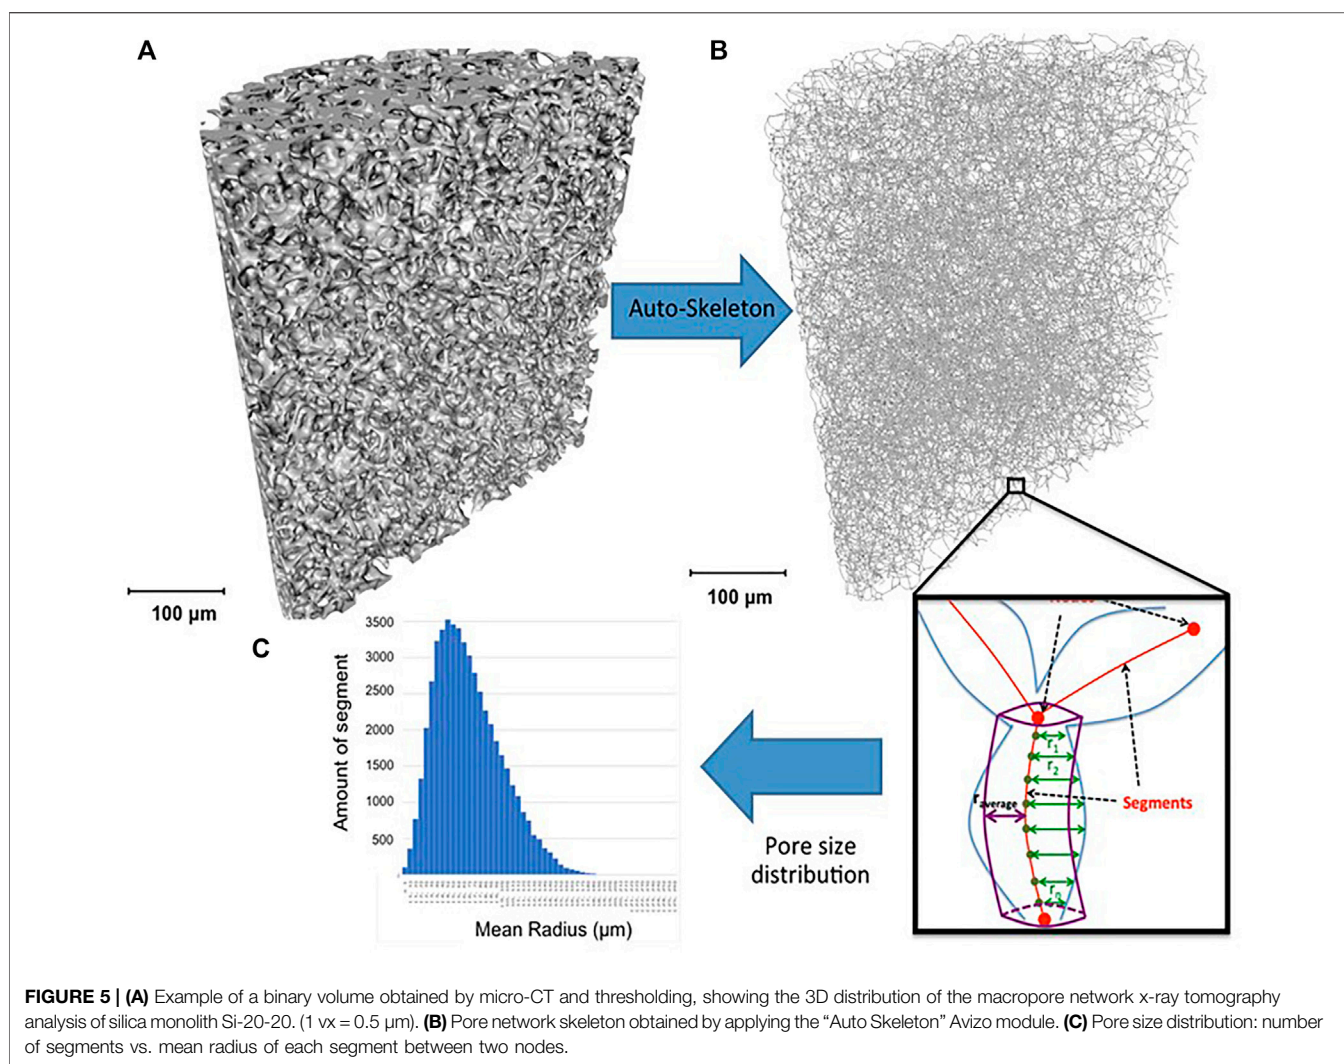 A
B
Auto-Skeleton
100 µm
100 µm
C
3500
3000
2500
2000
1500
1000
500
Amount of segment
Mean Radius (µm)
Pore size
distribution
r1
r2
raverage
Segments
rn
FIGURE 5 | (A) Example of a binary volume obtained by micro-CT and thresholding, showing the 3D distribution of the macropore network x-ray tomography
analysis of silica monolith Si-20-20. (1 vx = 0.5 µm). (B) Pore network skeleton obtained by applying the “Auto Skeleton” Avizo module. (C) Pore size distribution: number
of segments vs. mean radius of each segment between two nodes.